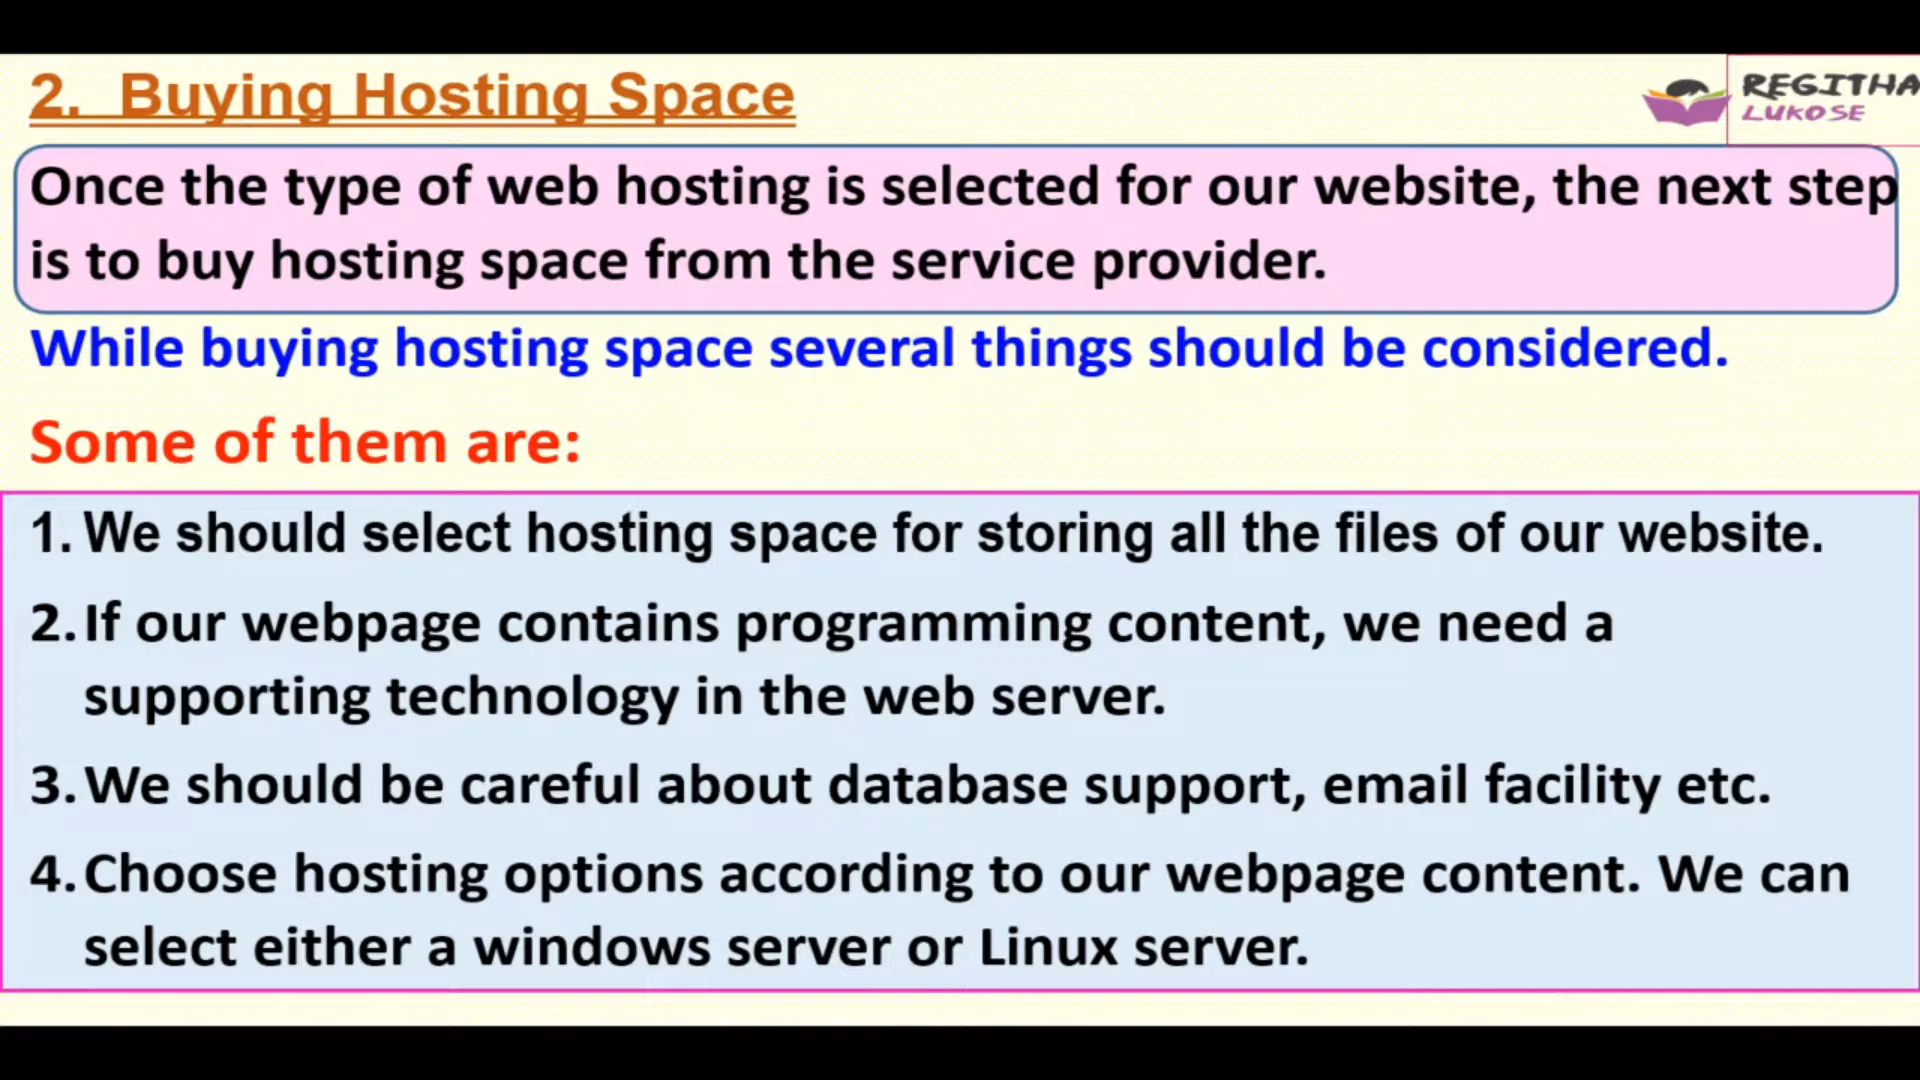 2. Buying Hosting Space
REGITHA
LUKOSE
Once the type of web hosting is selected for our website, the next step
is to buy hosting space from the service provider.
While buying hosting space several things should be considered.
Some of them are:
1. We should select hosting space for storing all the files of our website.
2. If our webpage contains programming content, we need a
supporting technology in the web server.
3. We should be careful about database support, email facility etc.
4. Choose hosting options according to our webpage content. We can
select either a windows server or Linux server.